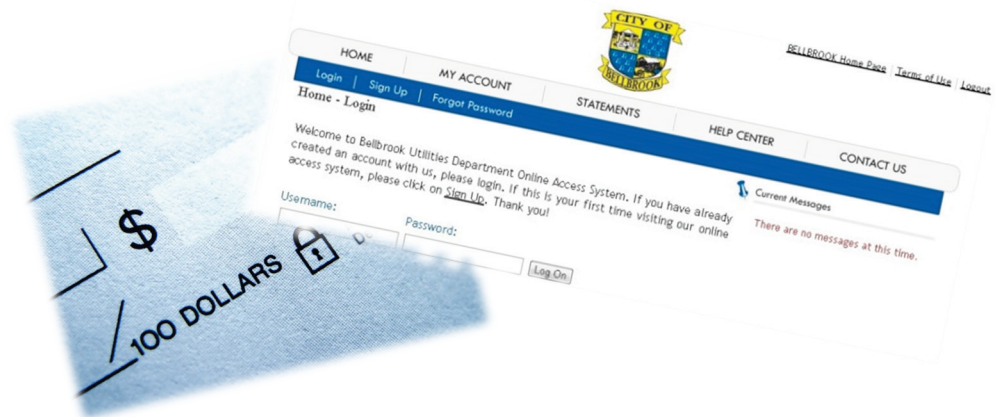 CITY OF
BELLBROOK
BELLBROOK Home Page Terms of Use Logout
HOME MY ACCOUNT STATEMENTS HELP CENTER CONTACT US
Login Sign Up Forgot Password
Home - Login
Welcome to Bellbrook Utilities Department Online Access System. If you have already
created an account with us, please login. If this is your first time visiting our online
access system, please click on Sign Up. Thank you!
Current Messages
There are no messages at this time.
Username: Password:
Log On
$
100 DOLLARS